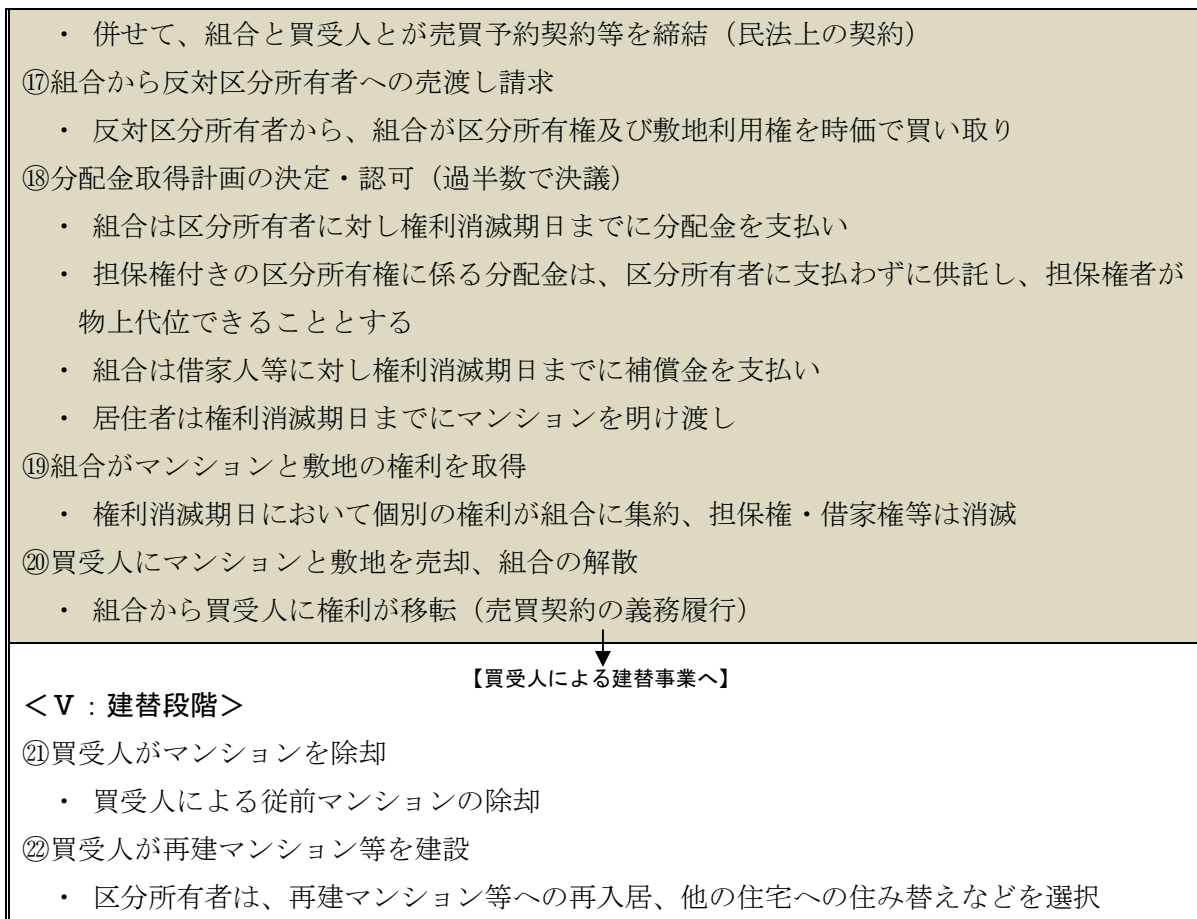 ・ 併せて、組合と買受人とが売買予約契約等を締結（民法上の契約）
⑰組合から反対区分所有者への売渡し請求
・ 反対区分所有者から、組合が区分所有権及び敷地利用権を時価で買い取り
⑱分配金取得計画の決定・認可（過半数で決議）
・ 組合は区分所有者に対し権利消滅期日までに分配金を支払い
・ 担保権付きの区分所有権に係る分配金は、区分所有者に支払わずに供託し、担保権者が
物上代位できることとする
・ 組合は借家人等に対し権利消滅期日までに補償金を支払い
・ 居住者は権利消滅期日までにマンションを明け渡し
⑲組合がマンションと敷地の権利を取得
・ 権利消滅期日において個別の権利が組合に集約、担保権・借家権等は消滅
⑳買受人にマンションと敷地を売却、組合の解散
・ 組合から買受人に権利が移転（売買契約の義務履行）
【買受人による建替事業へ】
＜Ⅴ：建替段階＞
㉑買受人がマンションを除却
・ 買受人による従前マンションの除却
㉒買受人が再建マンション等を建設
・ 区分所有者は、再建マンション等への再入居、他の住宅への住み替えなどを選択